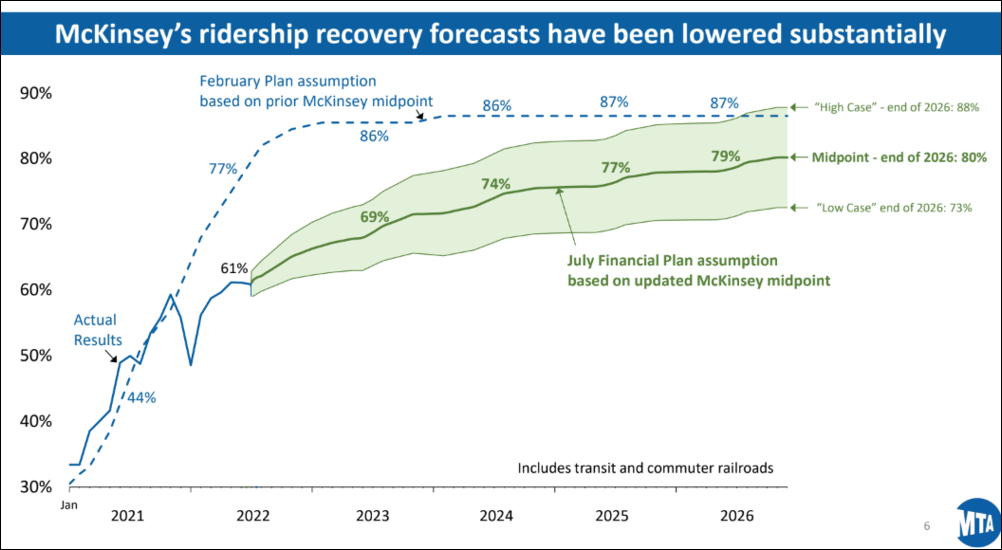 McKinsey's ridership recovery forecasts have been lowered substantially
February Plan assumption
based on prior McKinsey midpoint
90%
80%
70%
60%
50%
40%
30%
86%
87%
87%
86%
77%
"High Case" - end of 2026: 88%
Midpoint - end of 2026: 80%
"Low Case" end of 2026: 73%
79%
77%
74%
69%
61%
July Financial Plan assumption
based on updated McKinsey midpoint
Actual
Results
44%
Includes transit and commuter railroads
Jan
2021
2022
2023
2024
2025
2026
6
MTA